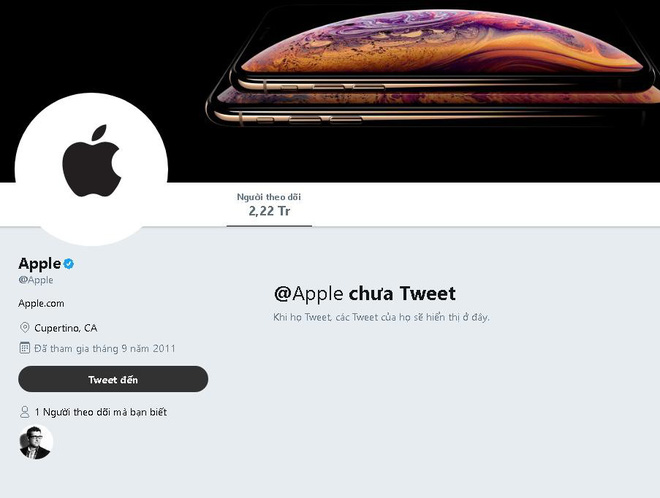 Người theo dõi
2,22 Tr
Apple
@Apple
Apple.com
Cupertino, CA
Đã tham gia tháng 9 năm 2011
Tweet đến
1 Người theo dõi mà bạn biết
@Apple chưa Tweet
Khi họ Tweet, các Tweet của họ sẽ hiển thị ở đây.